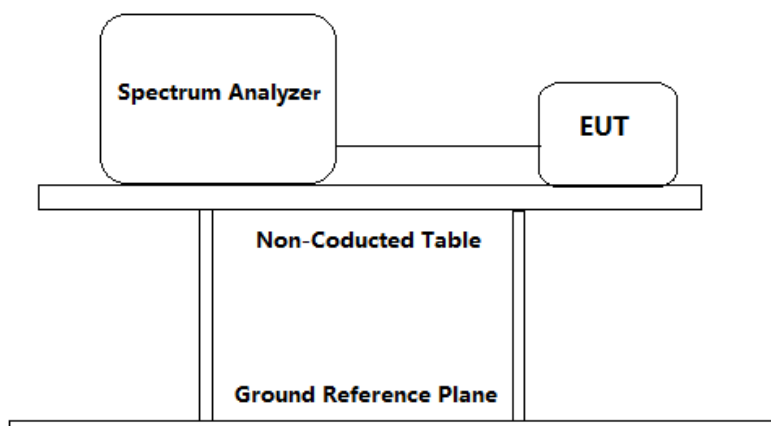 Spectrum Analyzer
EUT
Non-Coducted Table
Ground Reference Plane